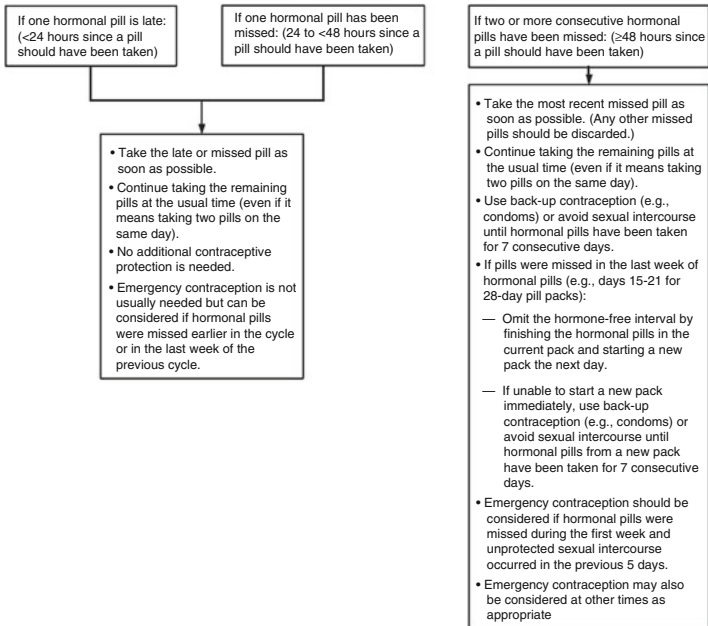 If one hormonal pill is late:
(<24 hours since a pill
should have been taken)
If one hormonal pill has been
missed: (24 to <48 hours since a
pill should have been taken)
• Take the late or missed pill as
soon as possible.
• Continue taking the remaining
pills at the usual time (even if it
means taking two pills on the
same day).
• No additional contraceptive
protection is needed.
• Emergency contraception is not
usually needed but can be
considered if hormonal pills
were missed earlier in the cycle
or in the last week of the
previous cycle.
If two or more consecutive hormonal
pills have been missed: (≥48 hours since
a pill should have been taken)
• Take the most recent missed pill as
soon as possible. (Any other missed
pills should be discarded.)
• Continue taking the remaining pills at
the usual time (even if it means taking
two pills on the same day).
• Use back-up contraception (e.g.,
condoms) or avoid sexual intercourse
until hormonal pills have been taken
for 7 consecutive days.
• If pills were missed in the last week of
hormonal pills (e.g., days 15-21 for
28-day pill packs):
— Omit the hormone-free interval by
finishing the hormonal pills in the
current pack and starting a new
pack the next day.
— If unable to start a new pack
immediately, use back-up
contraception (e.g., condoms) or
avoid sexual intercourse until
hormonal pills from a new pack
have been taken for 7 consecutive
days.
• Emergency contraception should be
considered if hormonal pills were
missed during the first week and
unprotected sexual intercourse
occurred in the previous 5 days.
• Emergency contraception may also
be considered at other times as
appropriate